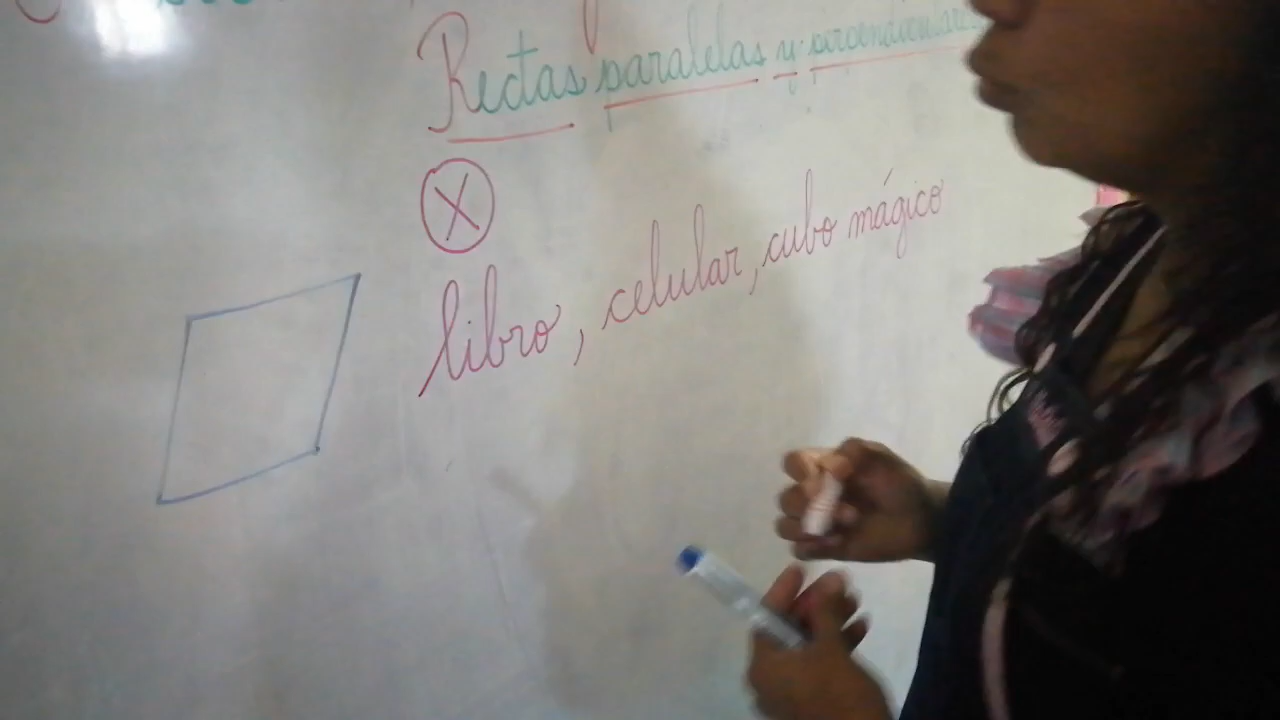 Rectas paralelas y perpendiculares
X
libro, celular, cubo mágico